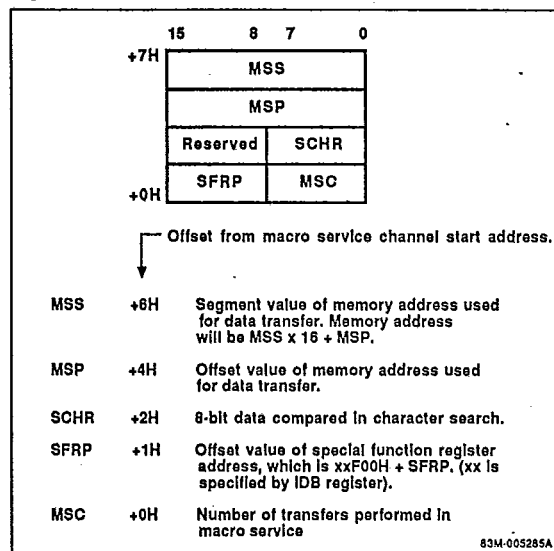 15 8 7 0
+7H
MSS
MSP
Reserved SCHR
SFRP MSC
+0H
Offset from macro service channel start address.
MSS +6H Segment value of memory address used
for data transfer. Memory address
will be MSS x 16 + MSP.
MSP +4H Offset value of memory address used
for data transfer.
SCHR +2H 8-bit data compared in character search.
SFRP +1H Offset value of special function register
address, which is xxF00H + SFRP. (xx is
specified by IDB register).
MSC +0H Number of transfers performed in
macro service
83M-005285A